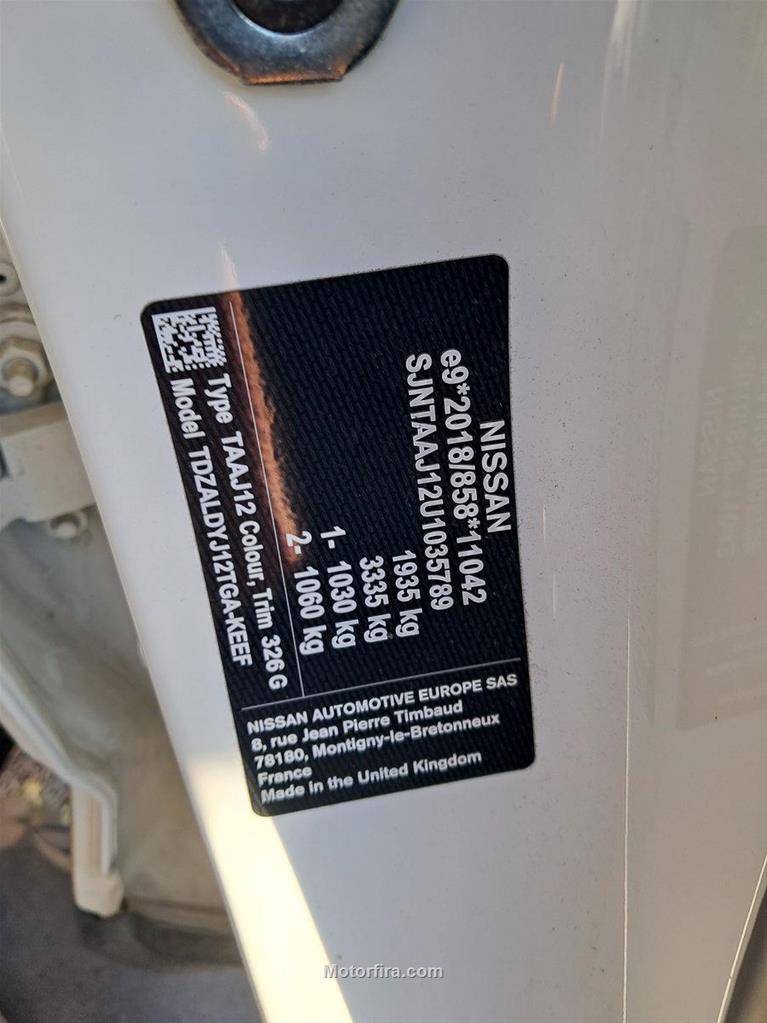 NISSAN
e9*2018/858*11042
SJNTAAJ12U1035789
1935 kg
3335 kg
1- 1030 kg
2- 1060 kg
Type TAAJ12 Colour, Trim 326 G
Model TDZALDYJ12TGA-KEEF
NISSAN AUTOMOTIVE EUROPE SAS
8, rue Jean Pierre Timbaud
78180, Montigny-le-Bretonneux
France
Made in the United Kingdom
Motorfira.com